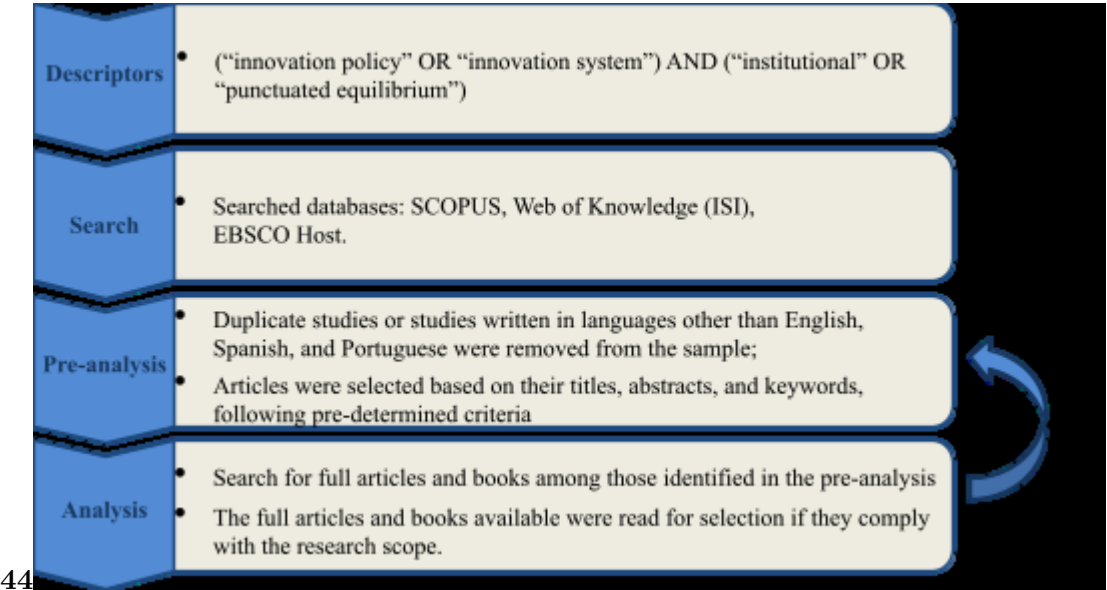 Descriptors
• (“innovation policy” OR “innovation system”) AND (“institutional” OR
“punctuated equilibrium”)
Search
• Searched databases: SCOPUS, Web of Knowledge (ISI),
EBSCO Host.
Pre-analysis
• Duplicate studies or studies written in languages other than English,
Spanish, and Portuguese were removed from the sample;
• Articles were selected based on their titles, abstracts, and keywords,
following pre-determined criteria
Analysis
• Search for full articles and books among those identified in the pre-analysis
• The full articles and books available were read for selection if they comply
with the research scope.
44